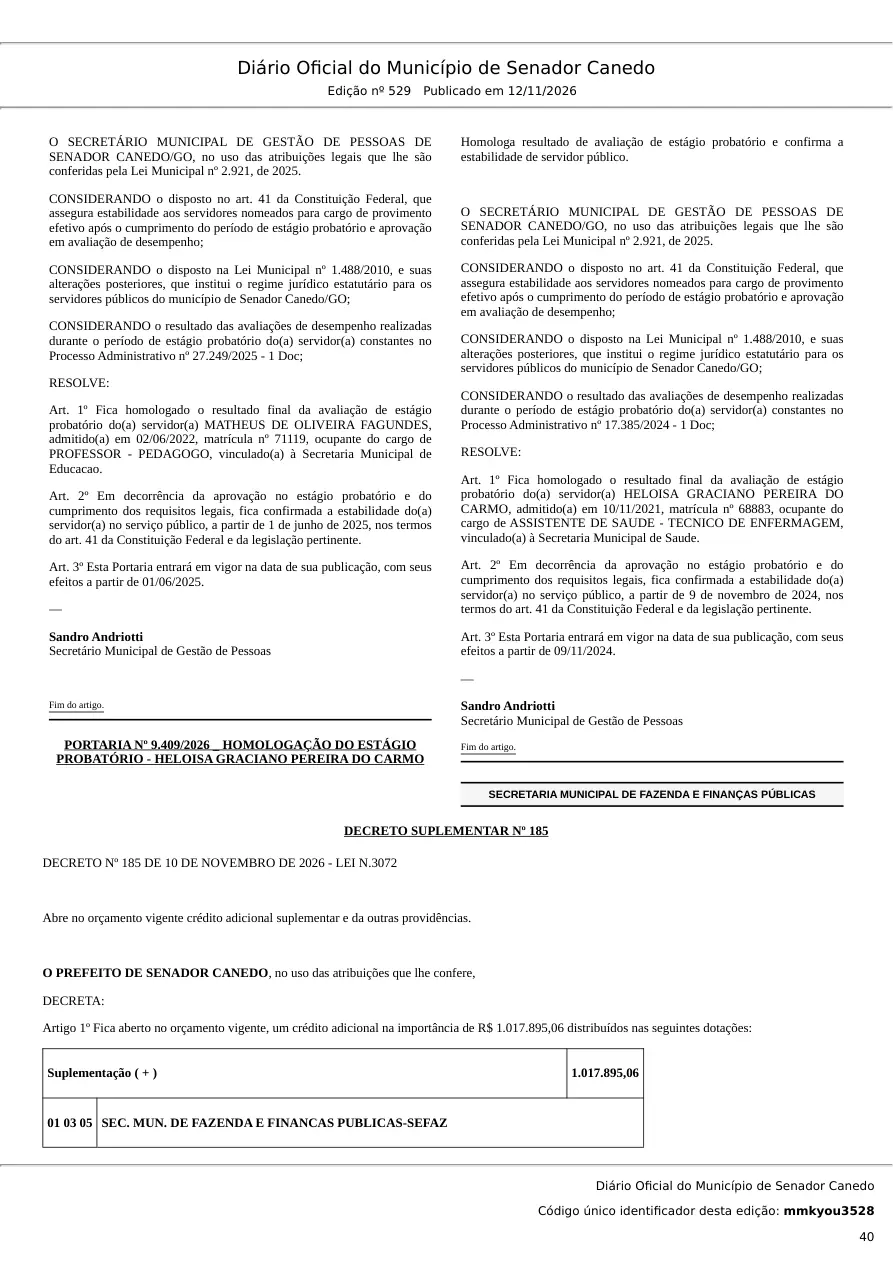 Diário Oficial do Município de Senador Canedo
Edição nº 529 Publicado em 12/11/2026
O SECRETÁRIO MUNICIPAL DE GESTÃO DE PESSOAS DE
SENADOR CANEDO/GO, no uso das atribuições legais que lhe são
conferidas pela Lei Municipal nº 2.921, de 2025.
CONSIDERANDO o disposto no art. 41 da Constituição Federal, que
assegura estabilidade aos servidores nomeados para cargo de provimento
efetivo após o cumprimento do período de estágio probatório e aprovação
em avaliação de desempenho;
CONSIDERANDO o disposto na Lei Municipal nº 1.488/2010, e suas
alterações posteriores, que institui o regime jurídico estatutário para os
servidores públicos do município de Senador Canedo/GO;
CONSIDERANDO o resultado das avaliações de desempenho realizadas
durante o período de estágio probatório do(a) servidor(a) constantes no
Processo Administrativo nº 27.249/2025 - 1 Doc;
RESOLVE:
Art. 1º Fica homologado o resultado final da avaliação de estágio
probatório do(a) servidor(a) MATHEUS DE OLIVEIRA FAGUNDES,
admitido(a) em 02/06/2022, matrícula nº 71119, ocupante do cargo de
PROFESSOR - PEDAGOGO, vinculado(a) à Secretaria Municipal de
Educacao.
Art. 2º Em decorrência da aprovação no estágio probatório e do
cumprimento dos requisitos legais, fica confirmada a estabilidade do(a)
servidor(a) no serviço público, a partir de 1 de junho de 2025, nos termos
do art. 41 da Constituição Federal e da legislação pertinente.
Art. 3º Esta Portaria entrará em vigor na data de sua publicação, com seus
efeitos a partir de 01/06/2025.
—
Sandro Andriotti
Secretário Municipal de Gestão de Pessoas
Fim do artigo.
PORTARIA Nº 9.409/2026 _ HOMOLOGAÇÃO DO ESTÁGIO
PROBATÓRIO - HELOISA GRACIANO PEREIRA DO CARMO
Homologa resultado de avaliação de estágio probatório e confirma a
estabilidade de servidor público.
O SECRETÁRIO MUNICIPAL DE GESTÃO DE PESSOAS DE
SENADOR CANEDO/GO, no uso das atribuições legais que lhe são
conferidas pela Lei Municipal nº 2.921, de 2025.
CONSIDERANDO o disposto no art. 41 da Constituição Federal, que
assegura estabilidade aos servidores nomeados para cargo de provimento
efetivo após o cumprimento do período de estágio probatório e aprovação
em avaliação de desempenho;
CONSIDERANDO o disposto na Lei Municipal nº 1.488/2010, e suas
alterações posteriores, que institui o regime jurídico estatutário para os
servidores públicos do município de Senador Canedo/GO;
CONSIDERANDO o resultado das avaliações de desempenho realizadas
durante o período de estágio probatório do(a) servidor(a) constantes no
Processo Administrativo nº 17.385/2024 - 1 Doc;
RESOLVE:
Art. 1º Fica homologado o resultado final da avaliação de estágio
probatório do(a) servidor(a) HELOISA GRACIANO PEREIRA DO
CARMO, admitido(a) em 10/11/2021, matrícula nº 68883, ocupante do
cargo de ASSISTENTE DE SAUDE - TECNICO DE ENFERMAGEM,
vinculado(a) à Secretaria Municipal de Saude.
Art. 2º Em decorrência da aprovação no estágio probatório e do
cumprimento dos requisitos legais, fica confirmada a estabilidade do(a)
servidor(a) no serviço público, a partir de 9 de novembro de 2024, nos
termos do art. 41 da Constituição Federal e da legislação pertinente.
Art. 3º Esta Portaria entrará em vigor na data de sua publicação, com seus
efeitos a partir de 09/11/2024.
—
Sandro Andriotti
Secretário Municipal de Gestão de Pessoas
Fim do artigo.
SECRETARIA MUNICIPAL DE FAZENDA E FINANÇAS PÚBLICAS
DECRETO SUPLEMENTAR Nº 185
DECRETO Nº 185 DE 10 DE NOVEMBRO DE 2026 - LEI N.3072
Abre no orçamento vigente crédito adicional suplementar e da outras providências.
O PREFEITO DE SENADOR CANEDO, no uso das atribuições que lhe confere,
DECRETA:
Artigo 1º Fica aberto no orçamento vigente, um crédito adicional na importância de R$ 1.017.895,06 distribuídos nas seguintes dotações:
Suplementação ( + ) 1.017.895,06
01 03 05 SEC. MUN. DE FAZENDA E FINANCAS PUBLICAS-SEFAZ
Diário Oficial do Município de Senador Canedo
Código único identificador desta edição: mmkyou3528
40